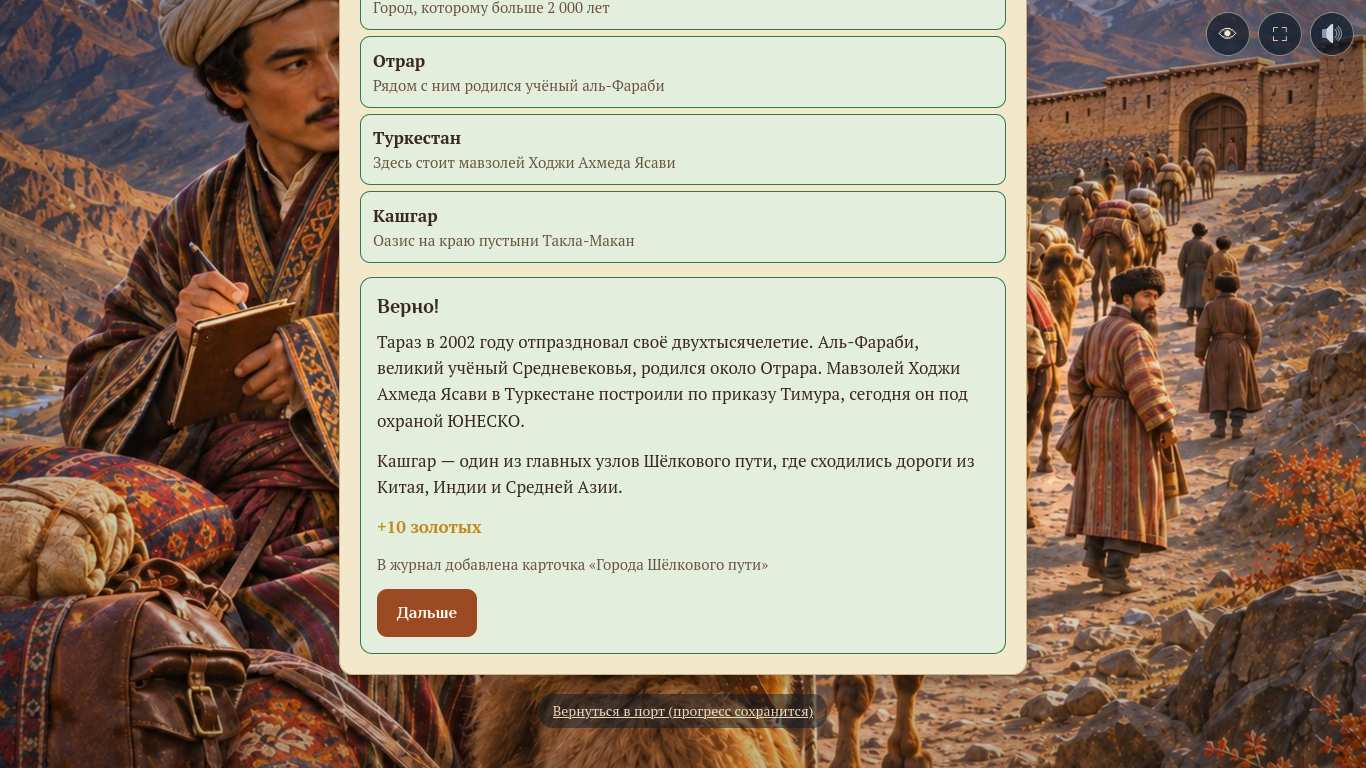 Город, которому больше 2 000 лет
Отрар
Рядом с ним родился учёный аль-Фараби
Туркестан
Здесь стоит мавзолей Ходжи Ахмеда Ясави
Кашгар
Оазис на краю пустыни Такла-Макан
Верно!
Тараз в 2002 году отпраздновал своё двухтысячелетие. Аль-Фараби,
великий учёный Средневековья, родился около Отрара. Мавзолей Ходжи
Ахмеда Ясави в Туркестане построили по приказу Тимура, сегодня он под
охраной ЮНЕСКО.
Кашгар — один из главных узлов Шёлкового пути, где сходились дороги из
Китая, Индии и Средней Азии.
+10 золотых
В журнал добавлена карточка «Города Шёлкового пути»
Дальше
Вернуться в порт (прогресс сохранится)